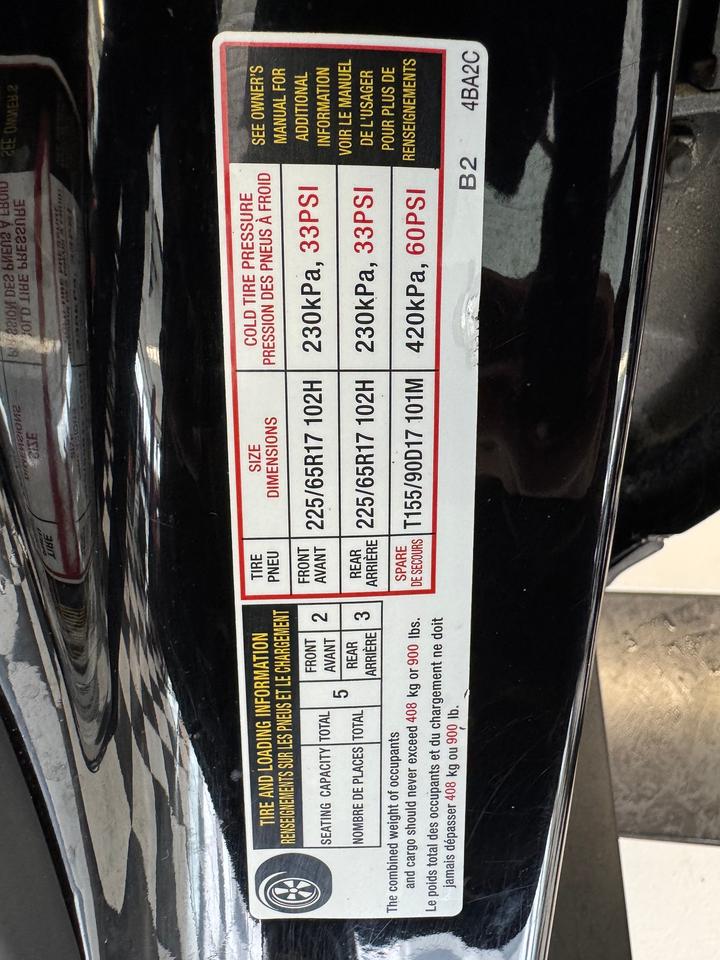 TIRE AND LOADING INFORMATION
RENSEIGNEMENTS SUR LES PNEUS ET LE CHARGEMENT
SEATING CAPACITY TOTAL
NOMBRE DE PLACES TOTAL
5
FRONT
AVANT
2
REAR
ARRIÈRE
3
The combined weight of occupants
and cargo should never exceed 408 kg or 900 lbs.
Le poids total des occupants et du chargement ne doit
jamais dépasser 408 kg ou 900 lb.
TIRE
PNEU
SIZE
DIMENSIONS
COLD TIRE PRESSURE
PRESSION DES PNEUS À FROID
FRONT
AVANT
225/65R17 102H
230kPa, 33PSI
REAR
ARRIÈRE
225/65R17 102H
230kPa, 33PSI
SPARE
DE SECOURS
T155/90D17 101M
420kPa, 60PSI
SEE OWNER'S
MANUAL FOR
ADDITIONAL
INFORMATION
VOIR LE MANUEL
DE L'USAGER
POUR PLUS DE
RENSEIGNEMENTS
B2 4BA2C